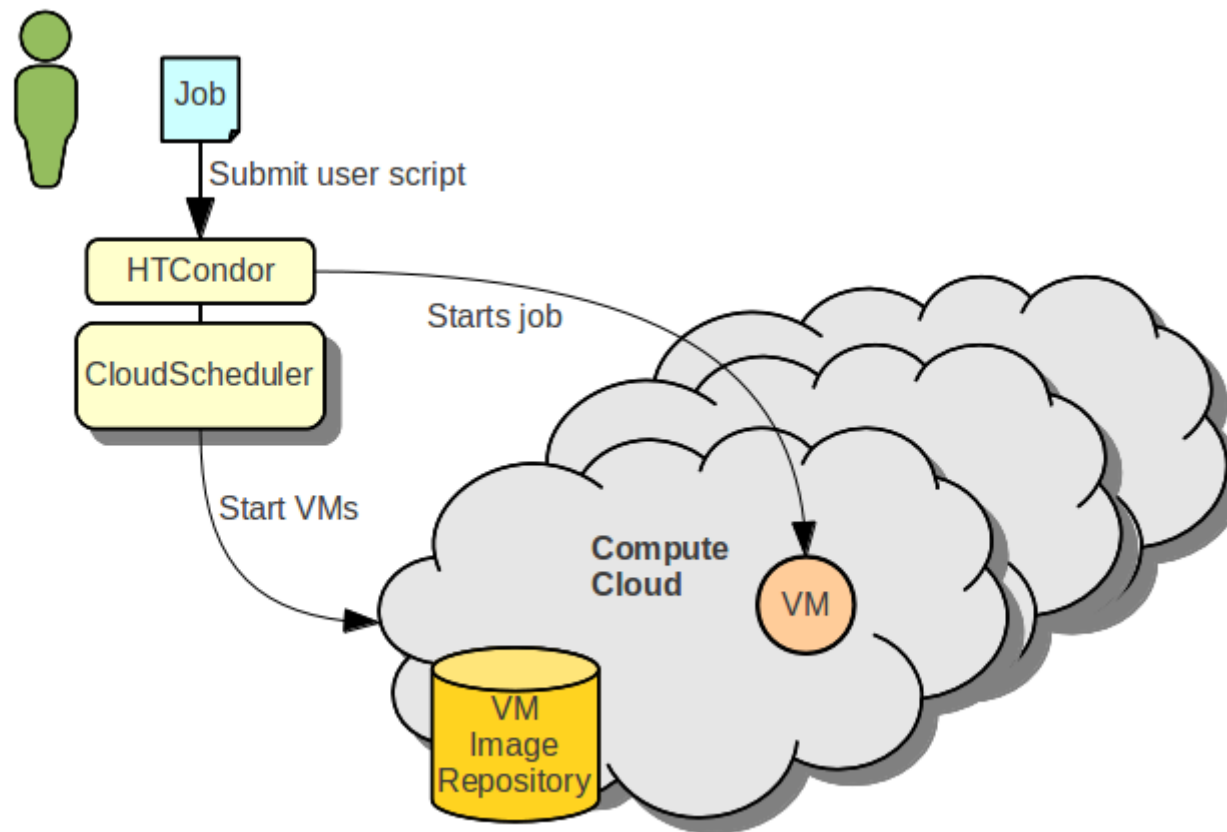 Job
Submit user script
HTCondor
Starts job
CloudScheduler
Start VMs
Compute
Cloud
VM
VM
Image
Repository